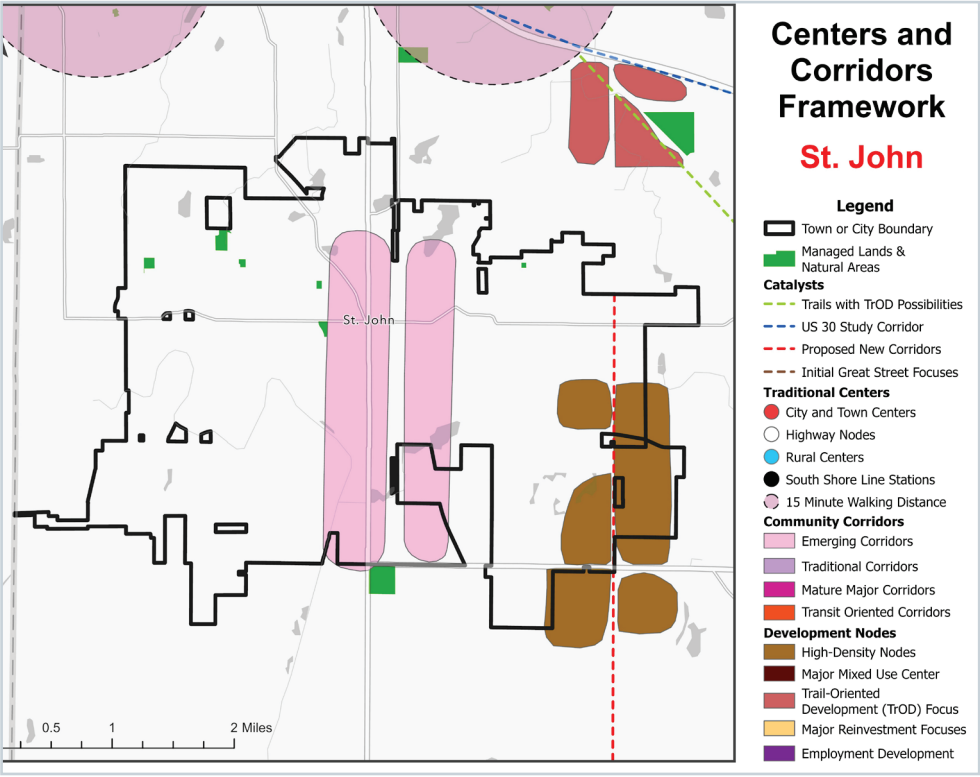 Centers and
Corridors
Framework
St. John
Legend
Town or City Boundary
Managed Lands &
Natural Areas
Catalysts
Trails with TrOD Possibilities
US 30 Study Corridor
Proposed New Corridors
Initial Great Street Focuses
Traditional Centers
City and Town Centers
Highway Nodes
Rural Centers
South Shore Line Stations
15 Minute Walking Distance
Community Corridors
Emerging Corridors
Traditional Corridors
Mature Major Corridors
Transit Oriented Corridors
Development Nodes
High-Density Nodes
Major Mixed Use Center
Trail-Oriented
Development (TrOD) Focus
Major Reinvestment Focuses
Employment Development
St. John
0.5 1 2 Miles